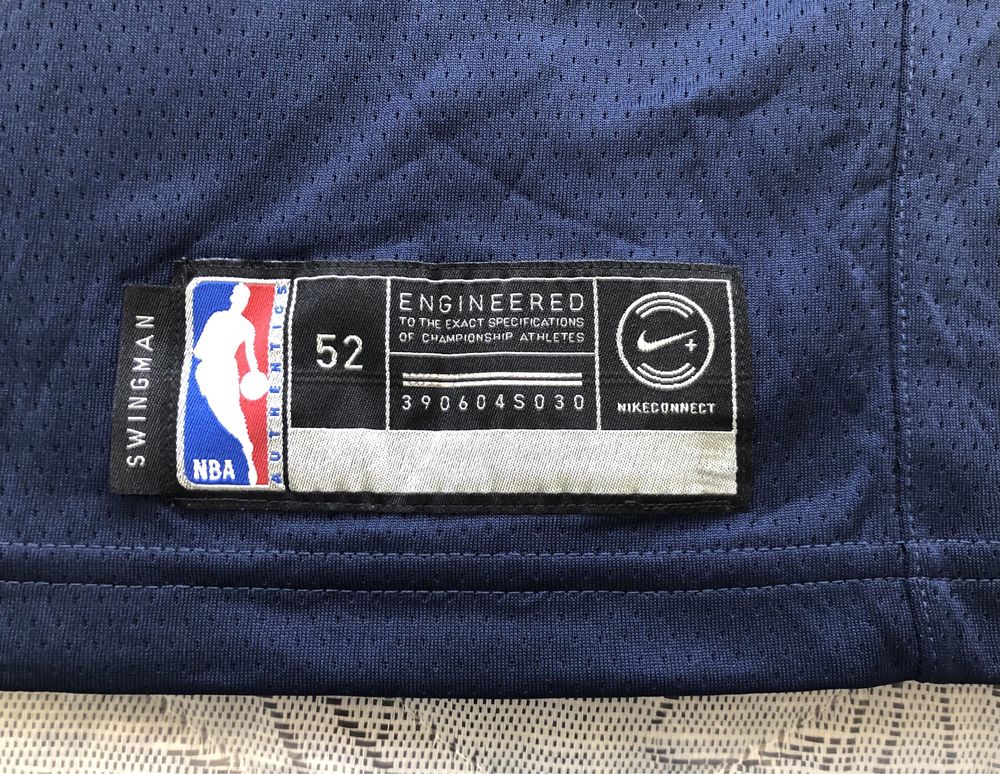 SWINGMAN
NBA
AUTHENTICS
52
ENGINEERED
TO THE EXACT SPECIFICATIONS
OF CHAMPIONSHIP ATHLETES
390604S030
NIKECONNECT